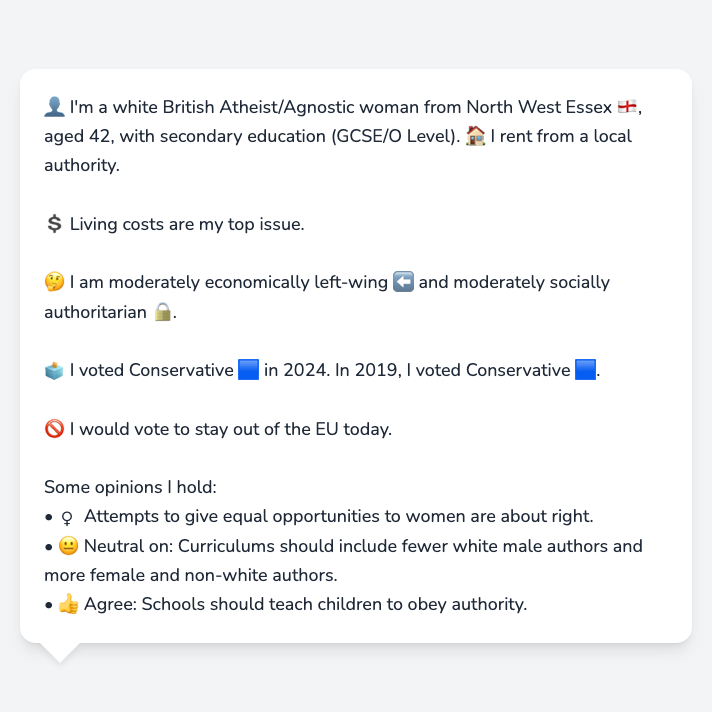 👤 I'm a white British Atheist/Agnostic woman from North West Essex 🏴󠁧󠁢󠁥󠁮󠁧󠁿,
aged 42, with secondary education (GCSE/O Level). 🏠 I rent from a local
authority.
💲 Living costs are my top issue.
🤔 I am moderately economically left-wing ⬅️ and moderately socially
authoritarian 🔒.
🗳️ I voted Conservative 🟦 in 2024. In 2019, I voted Conservative 🟦.
🚫 I would vote to stay out of the EU today.
Some opinions I hold:
• ♀ Attempts to give equal opportunities to women are about right.
• 😐 Neutral on: Curriculums should include fewer white male authors and
more female and non-white authors.
• 👍 Agree: Schools should teach children to obey authority.